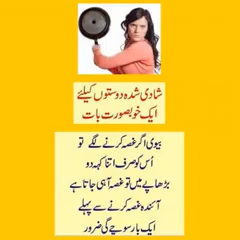 شادی شدہ دوستوں کیلئے
ایک خوبصورت بات
بیوی اگر غصہ کرنے لگے تو
اُس کو صرف اتنا کہہ دو
بڑھاپے میں تو غصہ آ ہی جاتا ہے
آئندہ غصہ کرنے سے پہلے
ایک بار سوچے گی ضرور